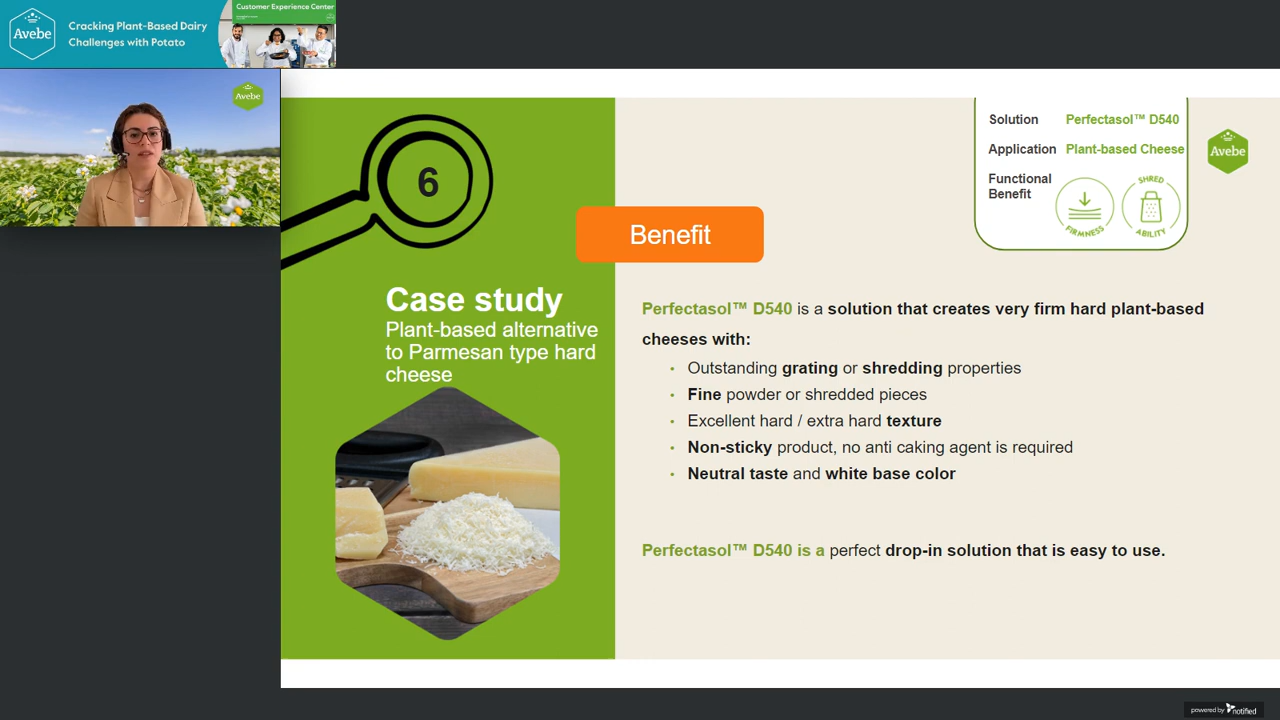 Avebe
Cracking Plant-Based Dairy
Challenges with Potato
Customer Experience Center
Avebe
6
Case study
Plant-based alternative
to Parmesan type hard
cheese
Benefit
Solution Perfectasol™ D540
Application Plant-based Cheese
Functional
Benefit
FIRMNESS
SHRED
ABILITY
Avebe
Perfectasol™ D540 is a solution that creates very firm hard plant-based
cheeses with:
• Outstanding grating or shredding properties
• Fine powder or shredded pieces
• Excellent hard / extra hard texture
• Non-sticky product, no anti caking agent is required
• Neutral taste and white base color
Perfectasol™ D540 is a perfect drop-in solution that is easy to use.
powered by notified